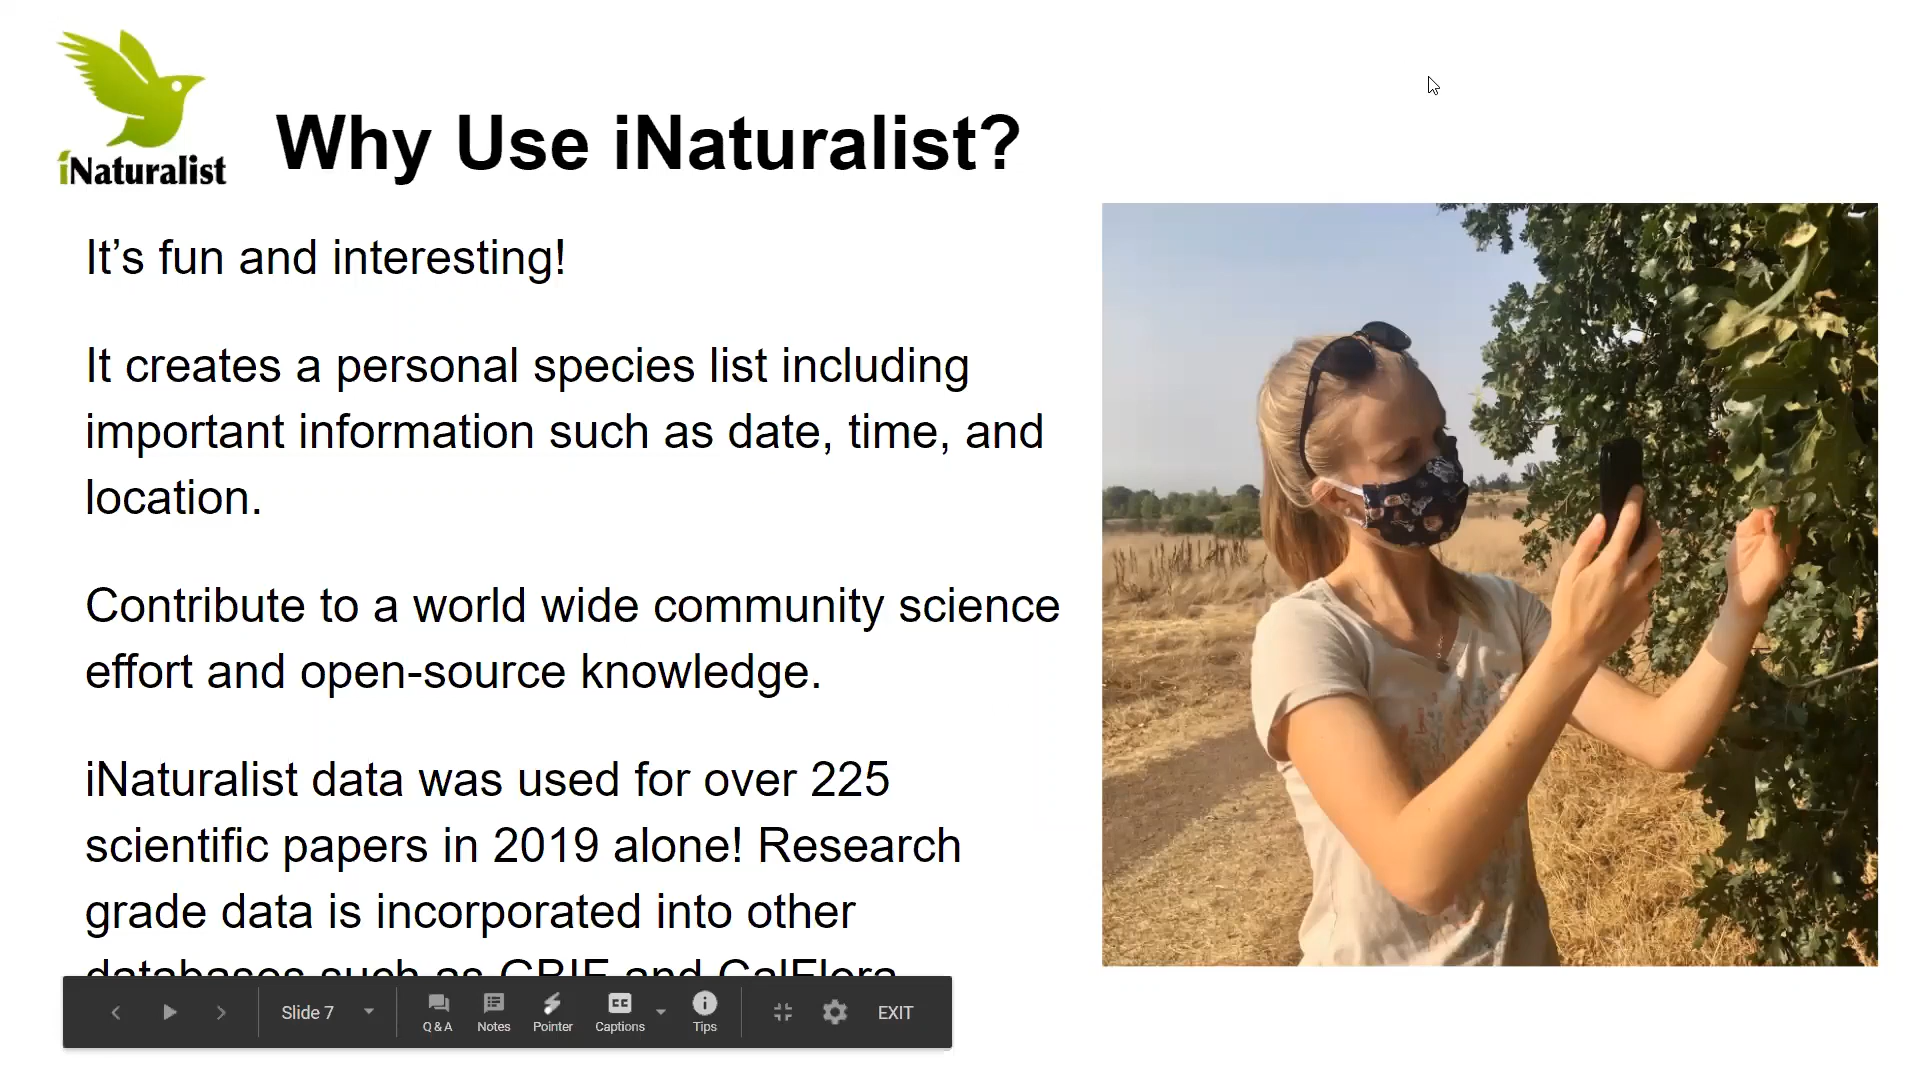 iNaturalist
Why Use iNaturalist?
It’s fun and interesting!
It creates a personal species list including
important information such as date, time, and
location.
Contribute to a world wide community science
effort and open-source knowledge.
iNaturalist data was used for over 225
scientific papers in 2019 alone! Research
grade data is incorporated into other
databases such as GBIF and CalFlora
Slide 7
Q & A
Notes
Pointer
CC
Captions
Tips
EXIT